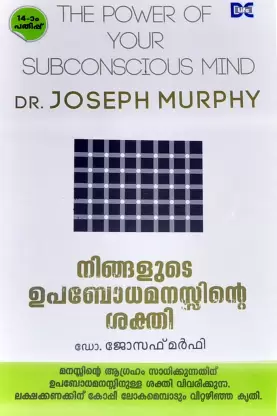 14-ാം
പതിപ്പ്
DC
THE POWER OF
YOUR
SUBCONSCIOUS MIND
DR. JOSEPH MURPHY
നിങ്ങളുടെ
ഉപബോധമനസ്സിന്റെ
ശക്തി
ഡോ. ജോസഫ് മർഫി
മനസ്സിന്റെ ആഗ്രഹം സാധിക്കുന്നതിന്
ഉപബോധമനസ്സിനുള്ള ശക്തി വിവരിക്കുന്ന,
ലക്ഷക്കണക്കിന് കോപ്പി ലോകമെമ്പാടും വിറ്റഴിഞ്ഞ കൃതി.